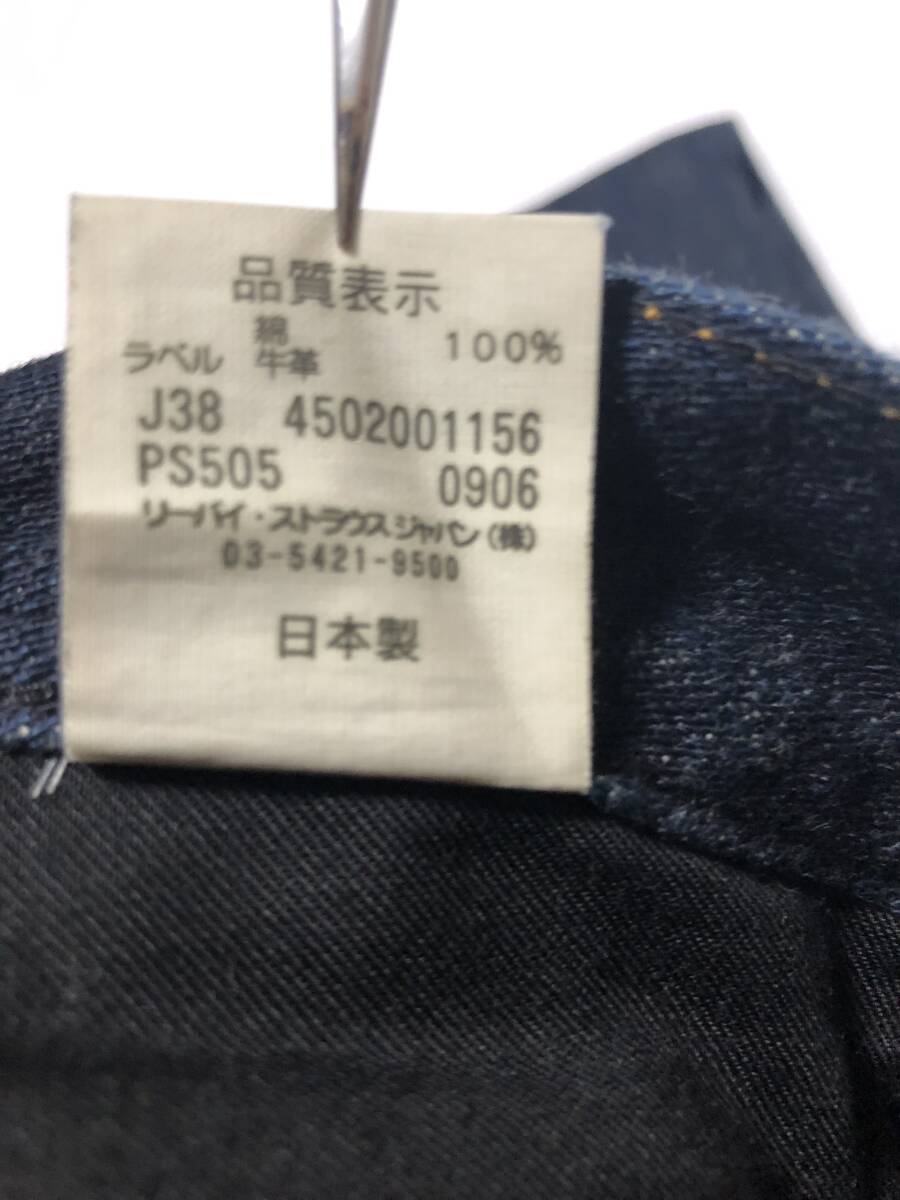 品質表示
綿 100%
ラベル 牛革
J38 4502001156
PS505 0906
リーバイ・ストラウスジャパン(株)
03-5421-9500
日本製